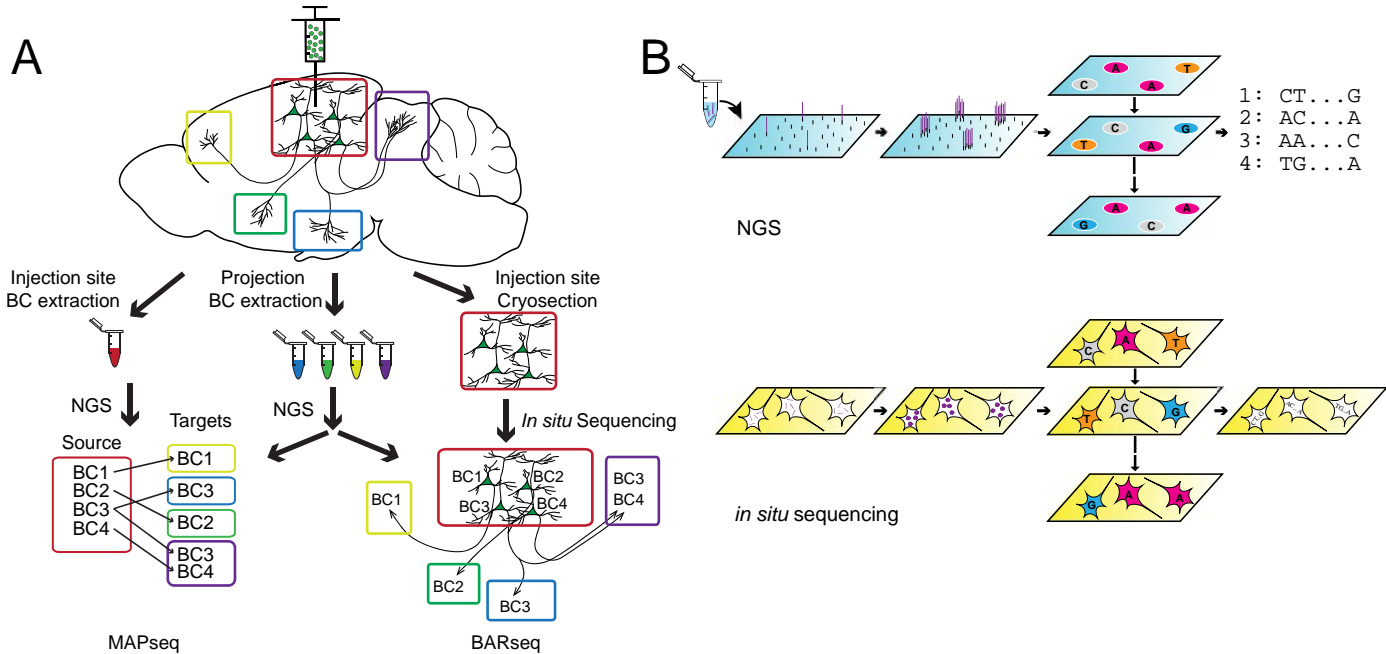 A
Injection site
BC extraction
Projection
BC extraction
Injection site
Cryosection
NGS
NGS
In situ Sequencing
Source
BC1
BC2
BC3
BC4
Targets
BC1
BC3
BC2
BC3
BC4
MAPseq
BC1
BC1
BC2
BC3
BC4
BC3
BC4
BC2
BC3
BARseq
B
C
A
A
T
T
C
A
G
G
A
C
A
1: CT...G
2: AC...A
3: AA...C
4: TG...A
NGS
C
A
T
T
C
G
G
A
A
AC-A
TG-A
in situ sequencing